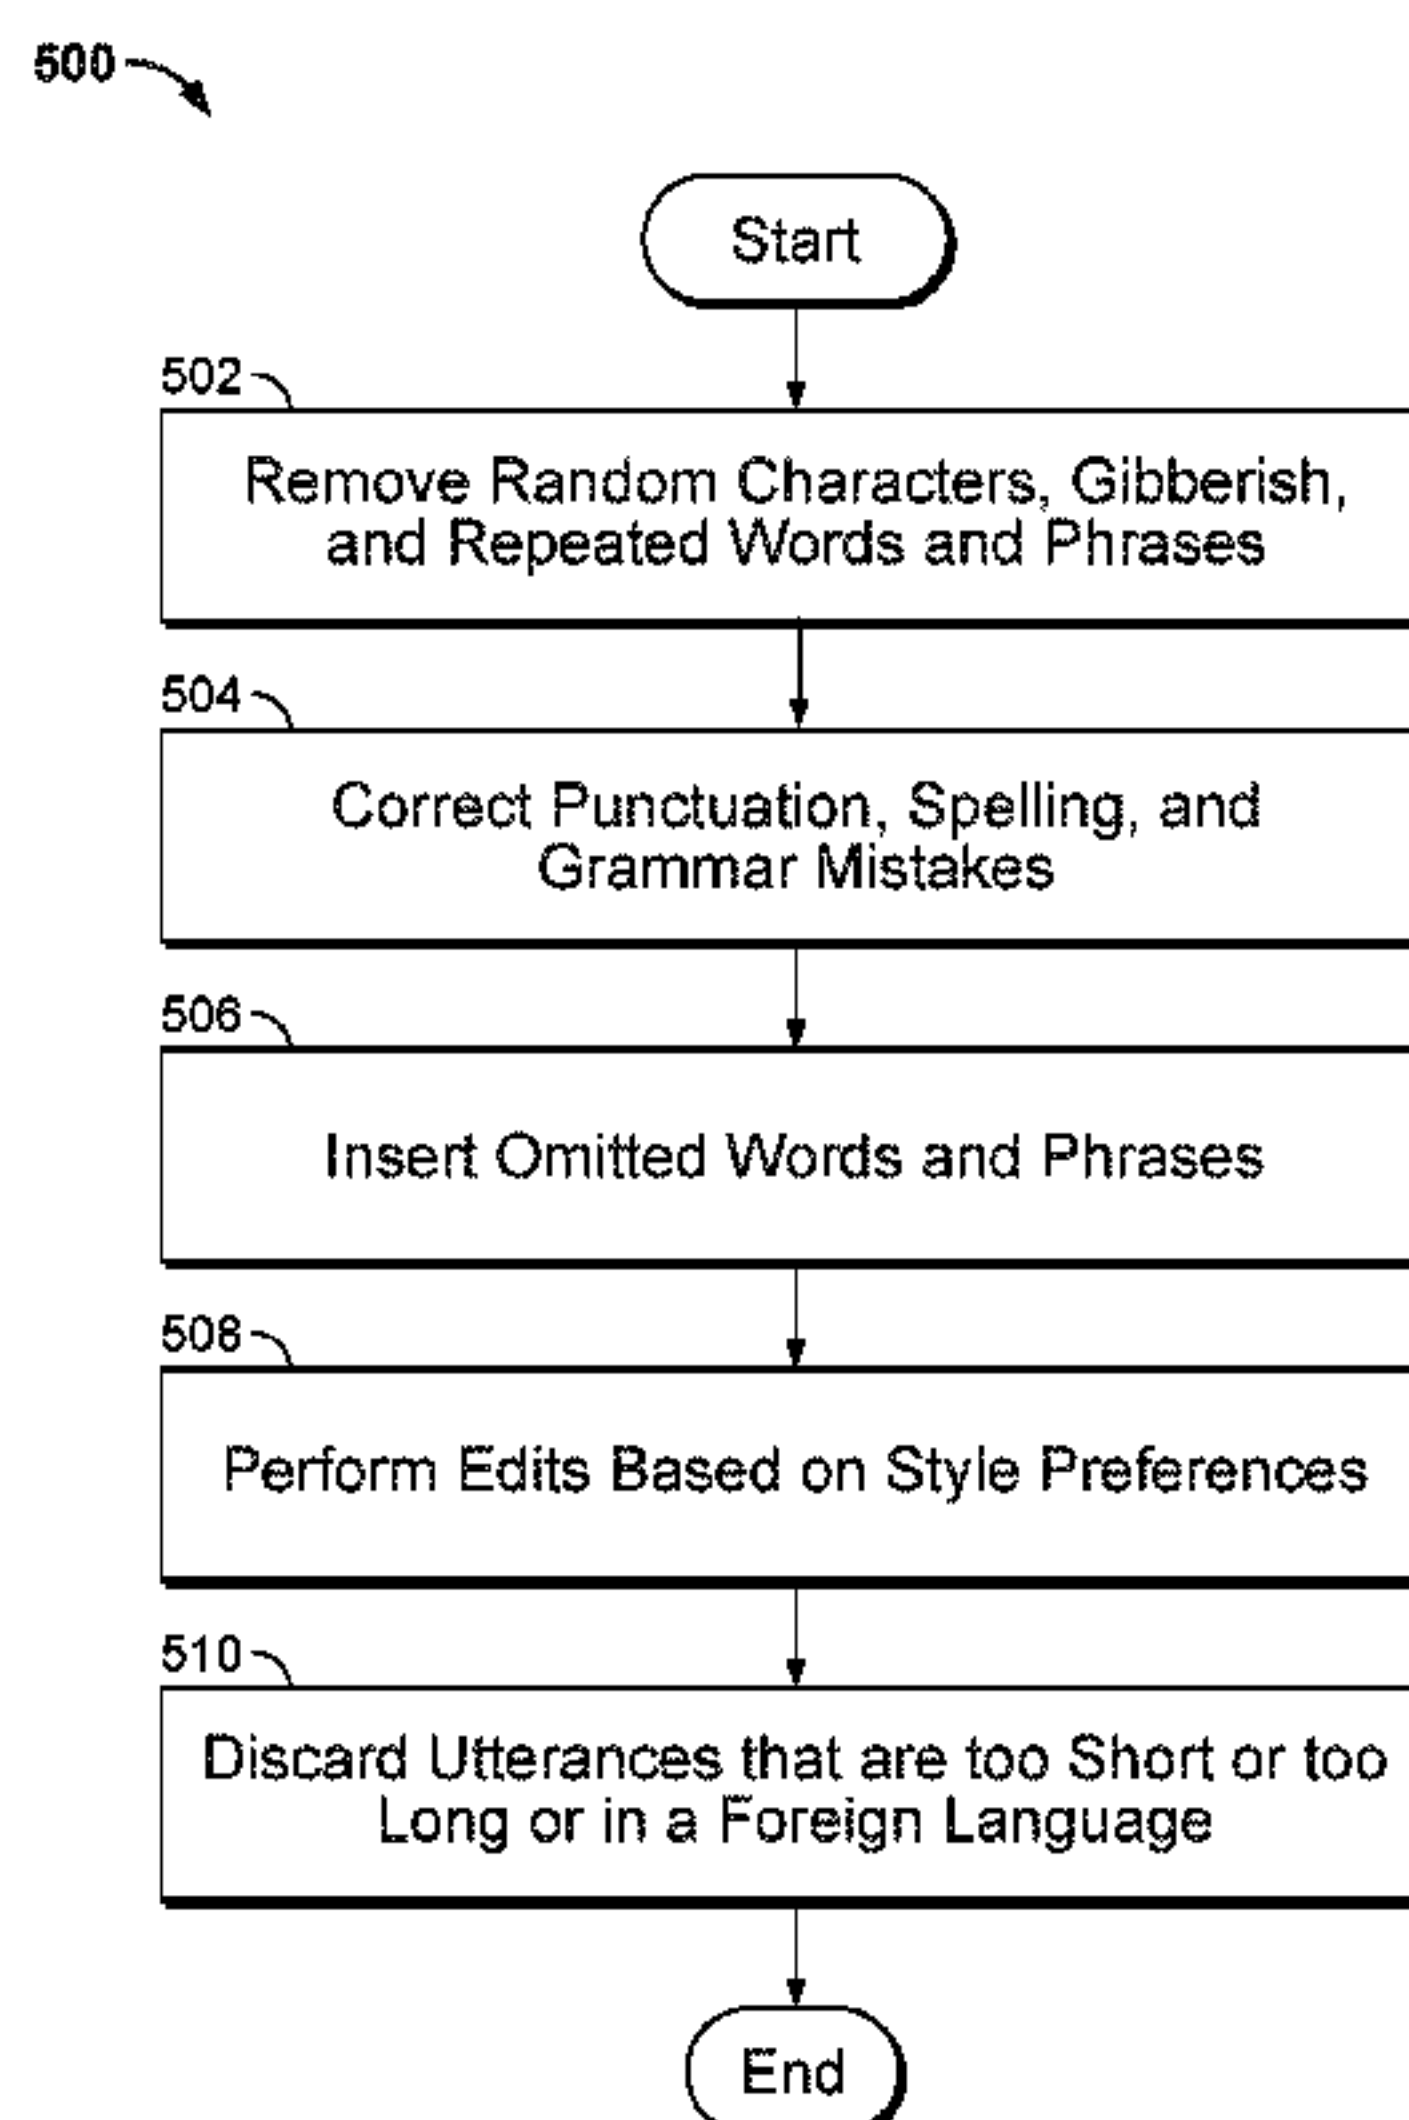 500
Start
502
Remove Random Characters, Gibberish,
and Repeated Words and Phrases
504
Correct Punctuation, Spelling, and
Grammar Mistakes
506
Insert Omitted Words and Phrases
508
Perform Edits Based on Style Preferences
510
Discard Utterances that are too Short or too
Long or in a Foreign Language
End